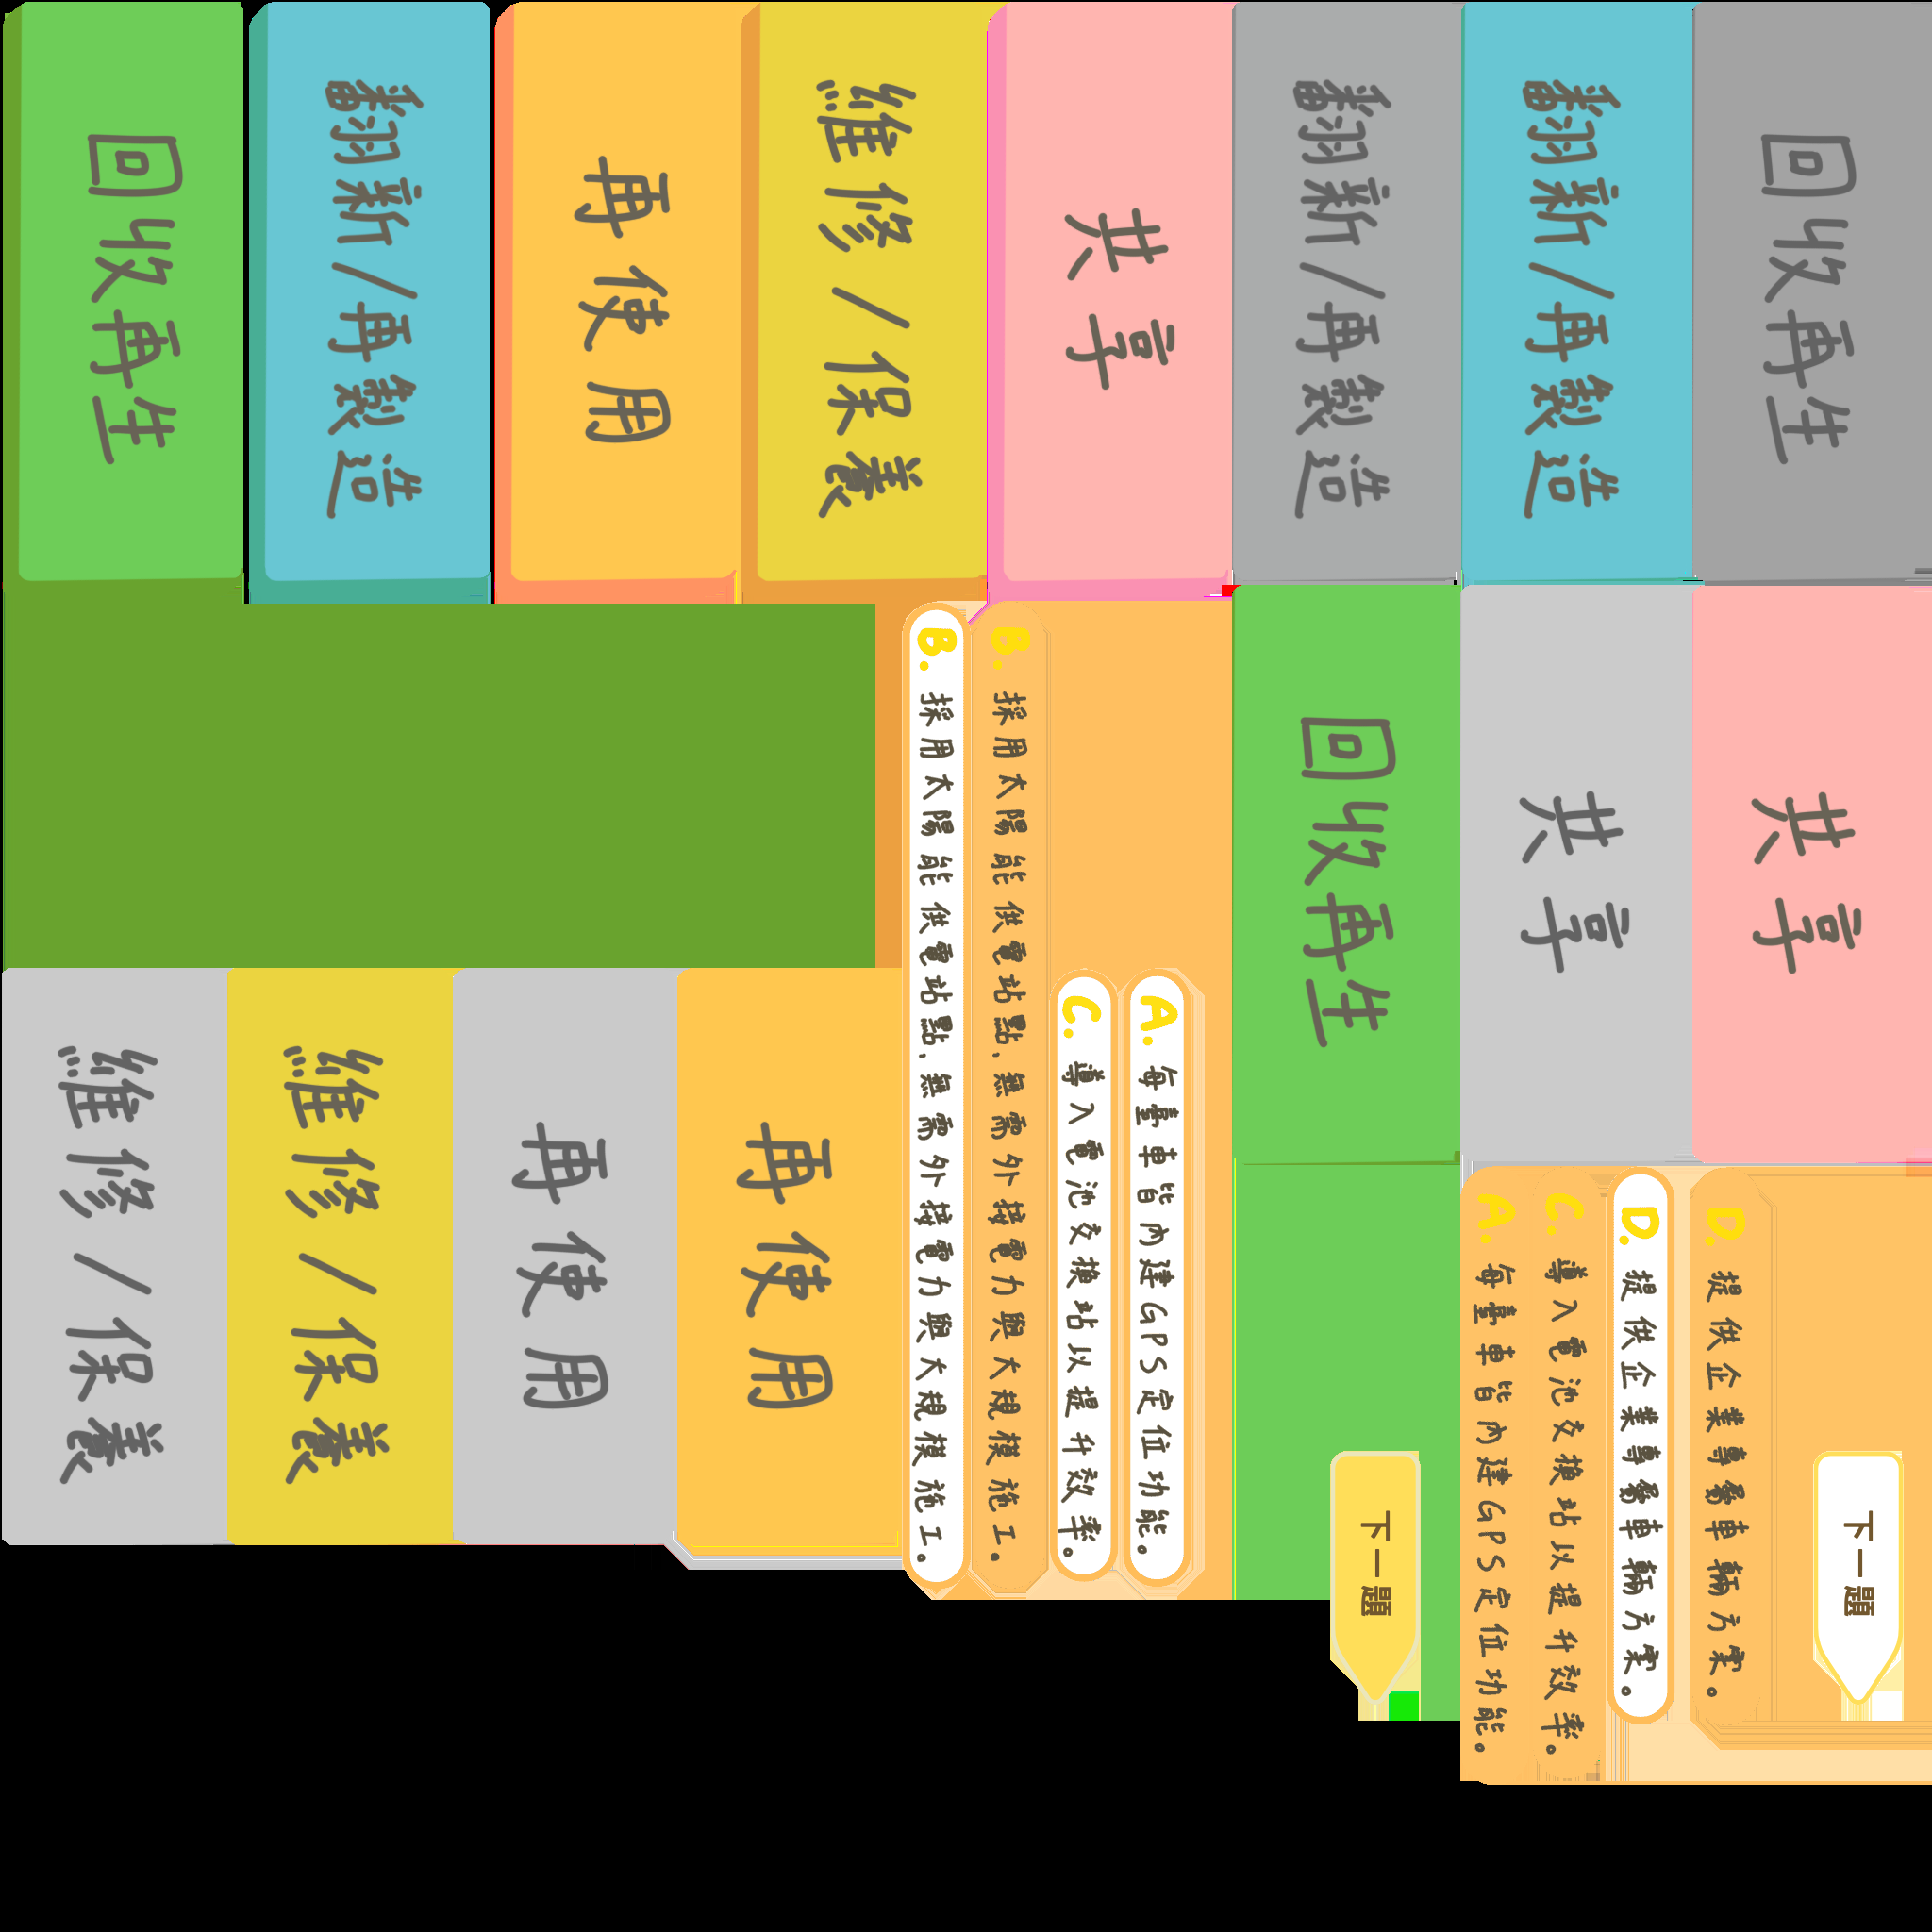 回收再生
翻新/再製造
再使用
維修/保養
共享
翻新/再製造
翻新/再製造
回收再生
回收再生
共享
共享
維修/保養
維修/保養
再使用
再使用
B. 採用太陽能供電站點,無需外接電力與大規模施工。
B. 採用太陽能供電站點,無需外接電力與大規模施工。
C. 導入電池交換站以提升效率。
A. 每臺車皆內建GPS定位功能。
下一題
A. 每臺車皆內建GPS定位功能。
C. 導入電池交換站以提升效率。
D. 提供企業專屬車輛方案。
D. 提供企業專屬車輛方案。
下一題